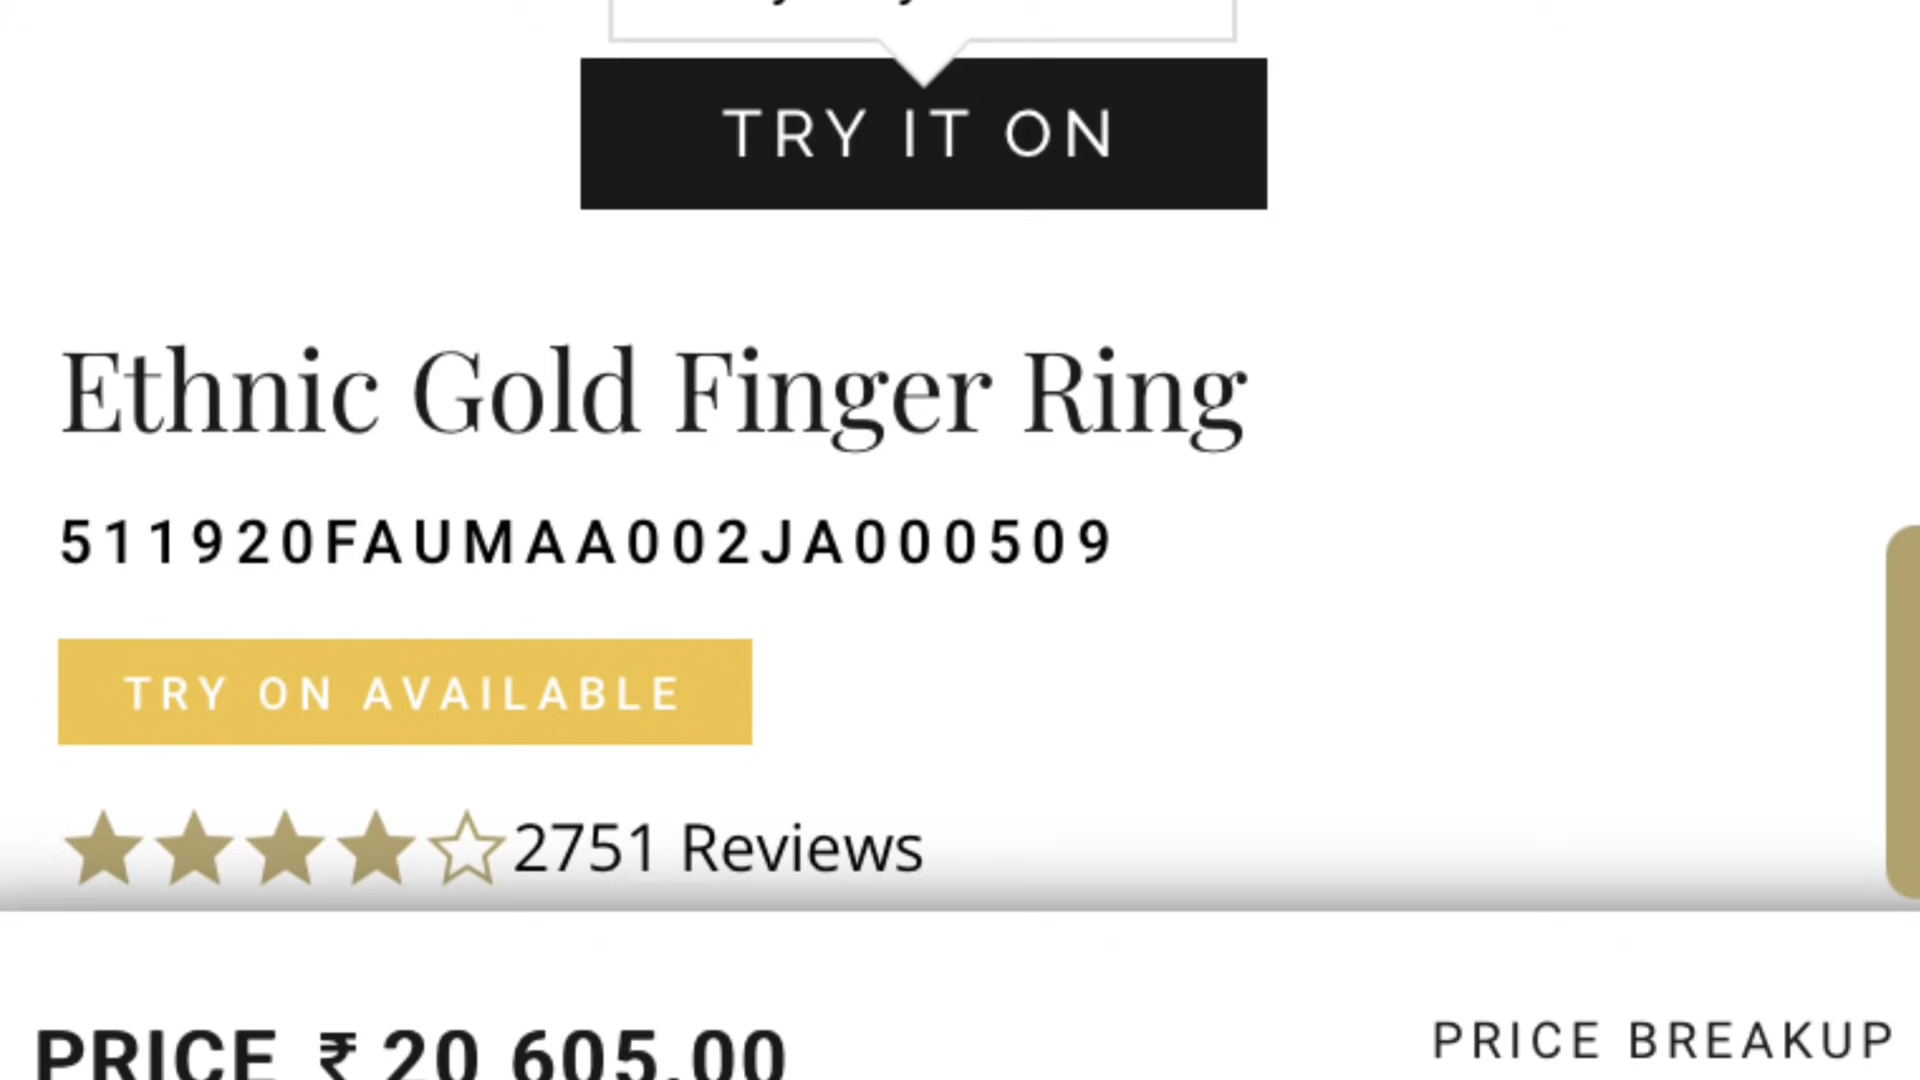 TRY IT ON
Ethnic Gold Finger Ring
511920FAUMAA002JA000509
TRY ON AVAILABLE
2751 Reviews
PRICE ₹ 20 605.00
PRICE BREAKUP